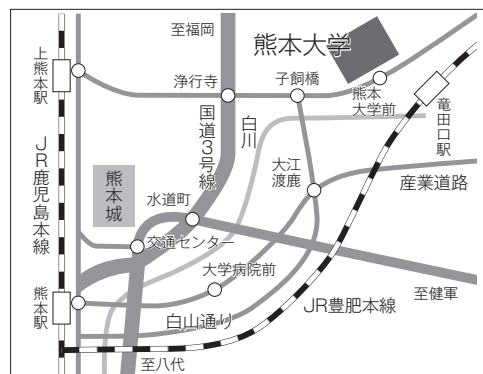 至福岡
熊本大学
上熊本駅
浄行寺
子飼橋
熊本
大学前
竜田口駅
国道3号線
白川
JR鹿児島本線
熊本城
水道町
大江
渡鹿
産業道路
交通センター
大学病院前
至健軍
熊本駅
白山通り
JR豊肥本線
至八代